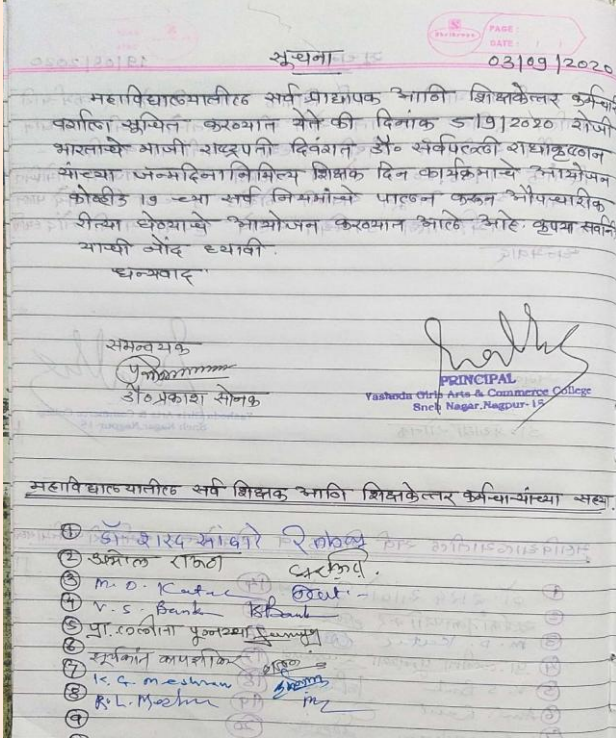 PAGE :
DATE :
सूचना
03/09/2020
महाविद्यालयातील सर्व प्राध्यापक आणि शिक्षकेत्तर कर्मचारी
वर्गाला सूचित करण्यात येते की दिनांक 5/9/2020 रोजी
भारताचे माजी राष्ट्रपती दिवंगत डॉ॰ सर्वपल्ली राधाकृष्णन
यांच्या जन्मदिनानिमित्य शिक्षक दिन कार्यक्रमाचे आयोजन
कोव्हीड 19 च्या सर्व नियमांचे पालन करून औपचारीक
रीत्या घेण्याचे आयोजन करण्यात आले आहे. कृपया सर्वांनी
याची नोंद घ्यावी.
धन्यवाद
समन्वयक
डॉ॰ प्रकाश सोनक
PRINCIPAL
Yashoda Girls Arts & Commerce College
Sneh Nagar, Nagpur-15
महाविद्यालयातील सर्व शिक्षक आणि शिक्षकेत्तर कर्मचाऱ्यांच्या सह्या.
① डॉ शरद
② अमोल राऊत
③ M. D.
④ V. S. Bank
⑤ प्रा.
⑥ सूर्यकांत
⑦ K. G. Meshram
⑧ R. L.
⑨